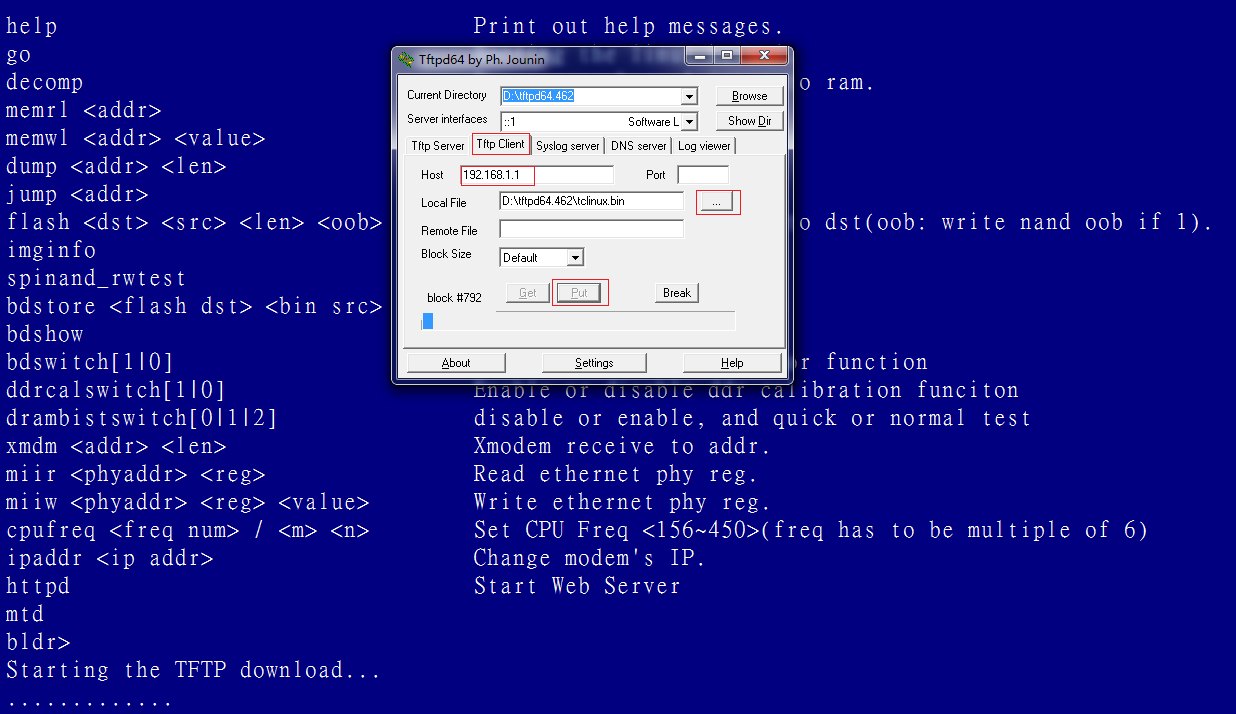 help Print out help messages.
go
decomp o ram.
memrl <addr>
memwl <addr> <value>
dump <addr> <len>
jump <addr>
flash <dst> <src> <len> <oob> o dst(oob: write nand oob if 1).
imginfo
spinand_rwtest
bdstore <flash dst> <bin src>
bdshow
bdswitch[1|0] r function
ddrcalswitch[1|0] Enable or disable ddr calibration funciton
drambistswitch[0|1|2] disable or enable, and quick or normal test
xmdm <addr> <len> Xmodem receive to addr.
miir <phyaddr> <reg> Read ethernet phy reg.
miiw <phyaddr> <reg> <value> Write ethernet phy reg.
cpufreq <freq num> / <m> <n> Set CPU Freq <156~450>(freq has to be multiple of 6)
ipaddr <ip addr> Change modem's IP.
httpd Start Web Server
mtd
bldr>
Starting the TFTP download...
.............
Tftpd64 by Ph. Jounin
Current Directory D:\tftpd64.462 Browse
Server interfaces ::1 Software L Show Dir
Tftp Server Tftp Client Syslog server DNS server Log viewer
Host 192.168.1.1 Port
Local File D:\tftpd64.462\tclinux.bin ...
Remote File
Block Size Default
block #792 Get Put Break
About Settings Help